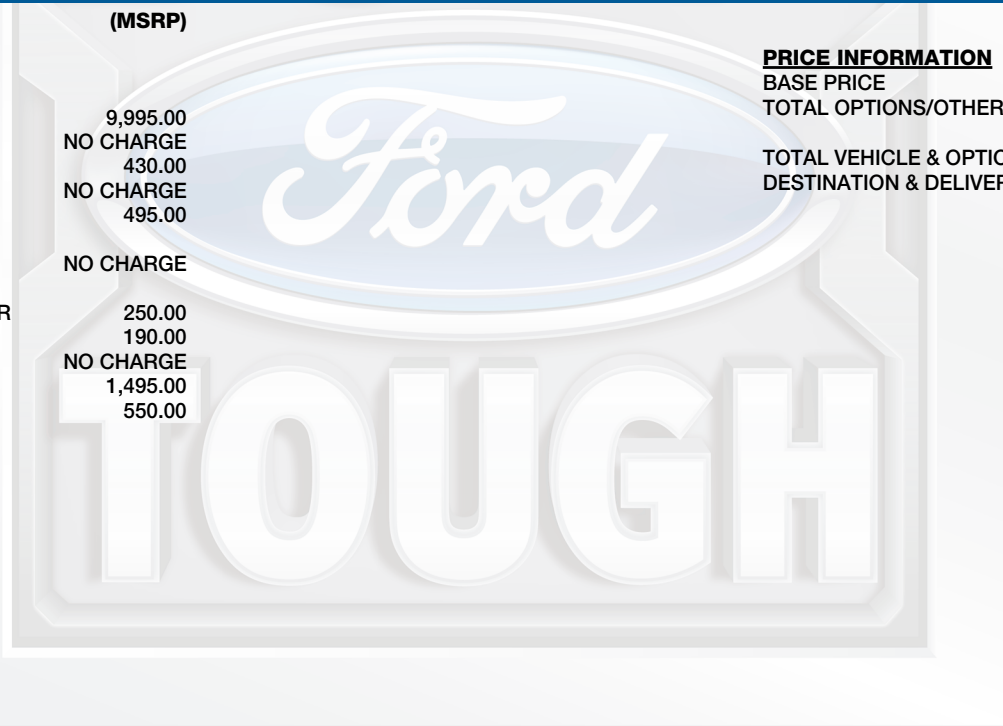 (MSRP)
9,995.00
NO CHARGE
430.00
NO CHARGE
495.00
NO CHARGE
R 250.00
190.00
NO CHARGE
1,495.00
550.00
PRICE INFORMATION
BASE PRICE
TOTAL OPTIONS/OTHER
TOTAL VEHICLE & OPTIO
DESTINATION & DELIVER
Ford
TOUGH